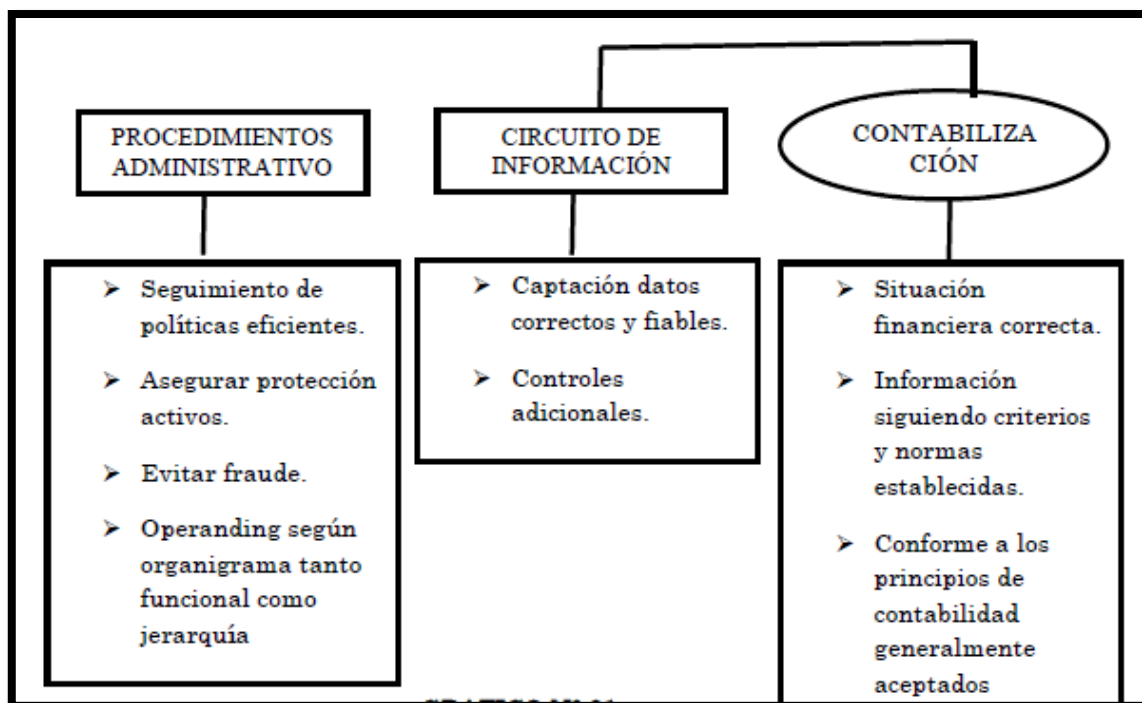 PROCEDIMIENTOS
ADMINISTRATIVO
➤ Seguimiento de
políticas eficientes.
➤ Asegurar protección
activos.
➤ Evitar fraude.
➤ Operanding según
organigrama tanto
funcional como
jerarquía
CIRCUITO DE
INFORMACIÓN
➤ Captación datos
correctos y fiables.
➤ Controles
adicionales.
CONTABILIZA
CIÓN
➤ Situación
financiera correcta.
➤ Información
siguiendo criterios
y normas
establecidas.
➤ Conforme a los
principios de
contabilidad
generalmente
aceptados